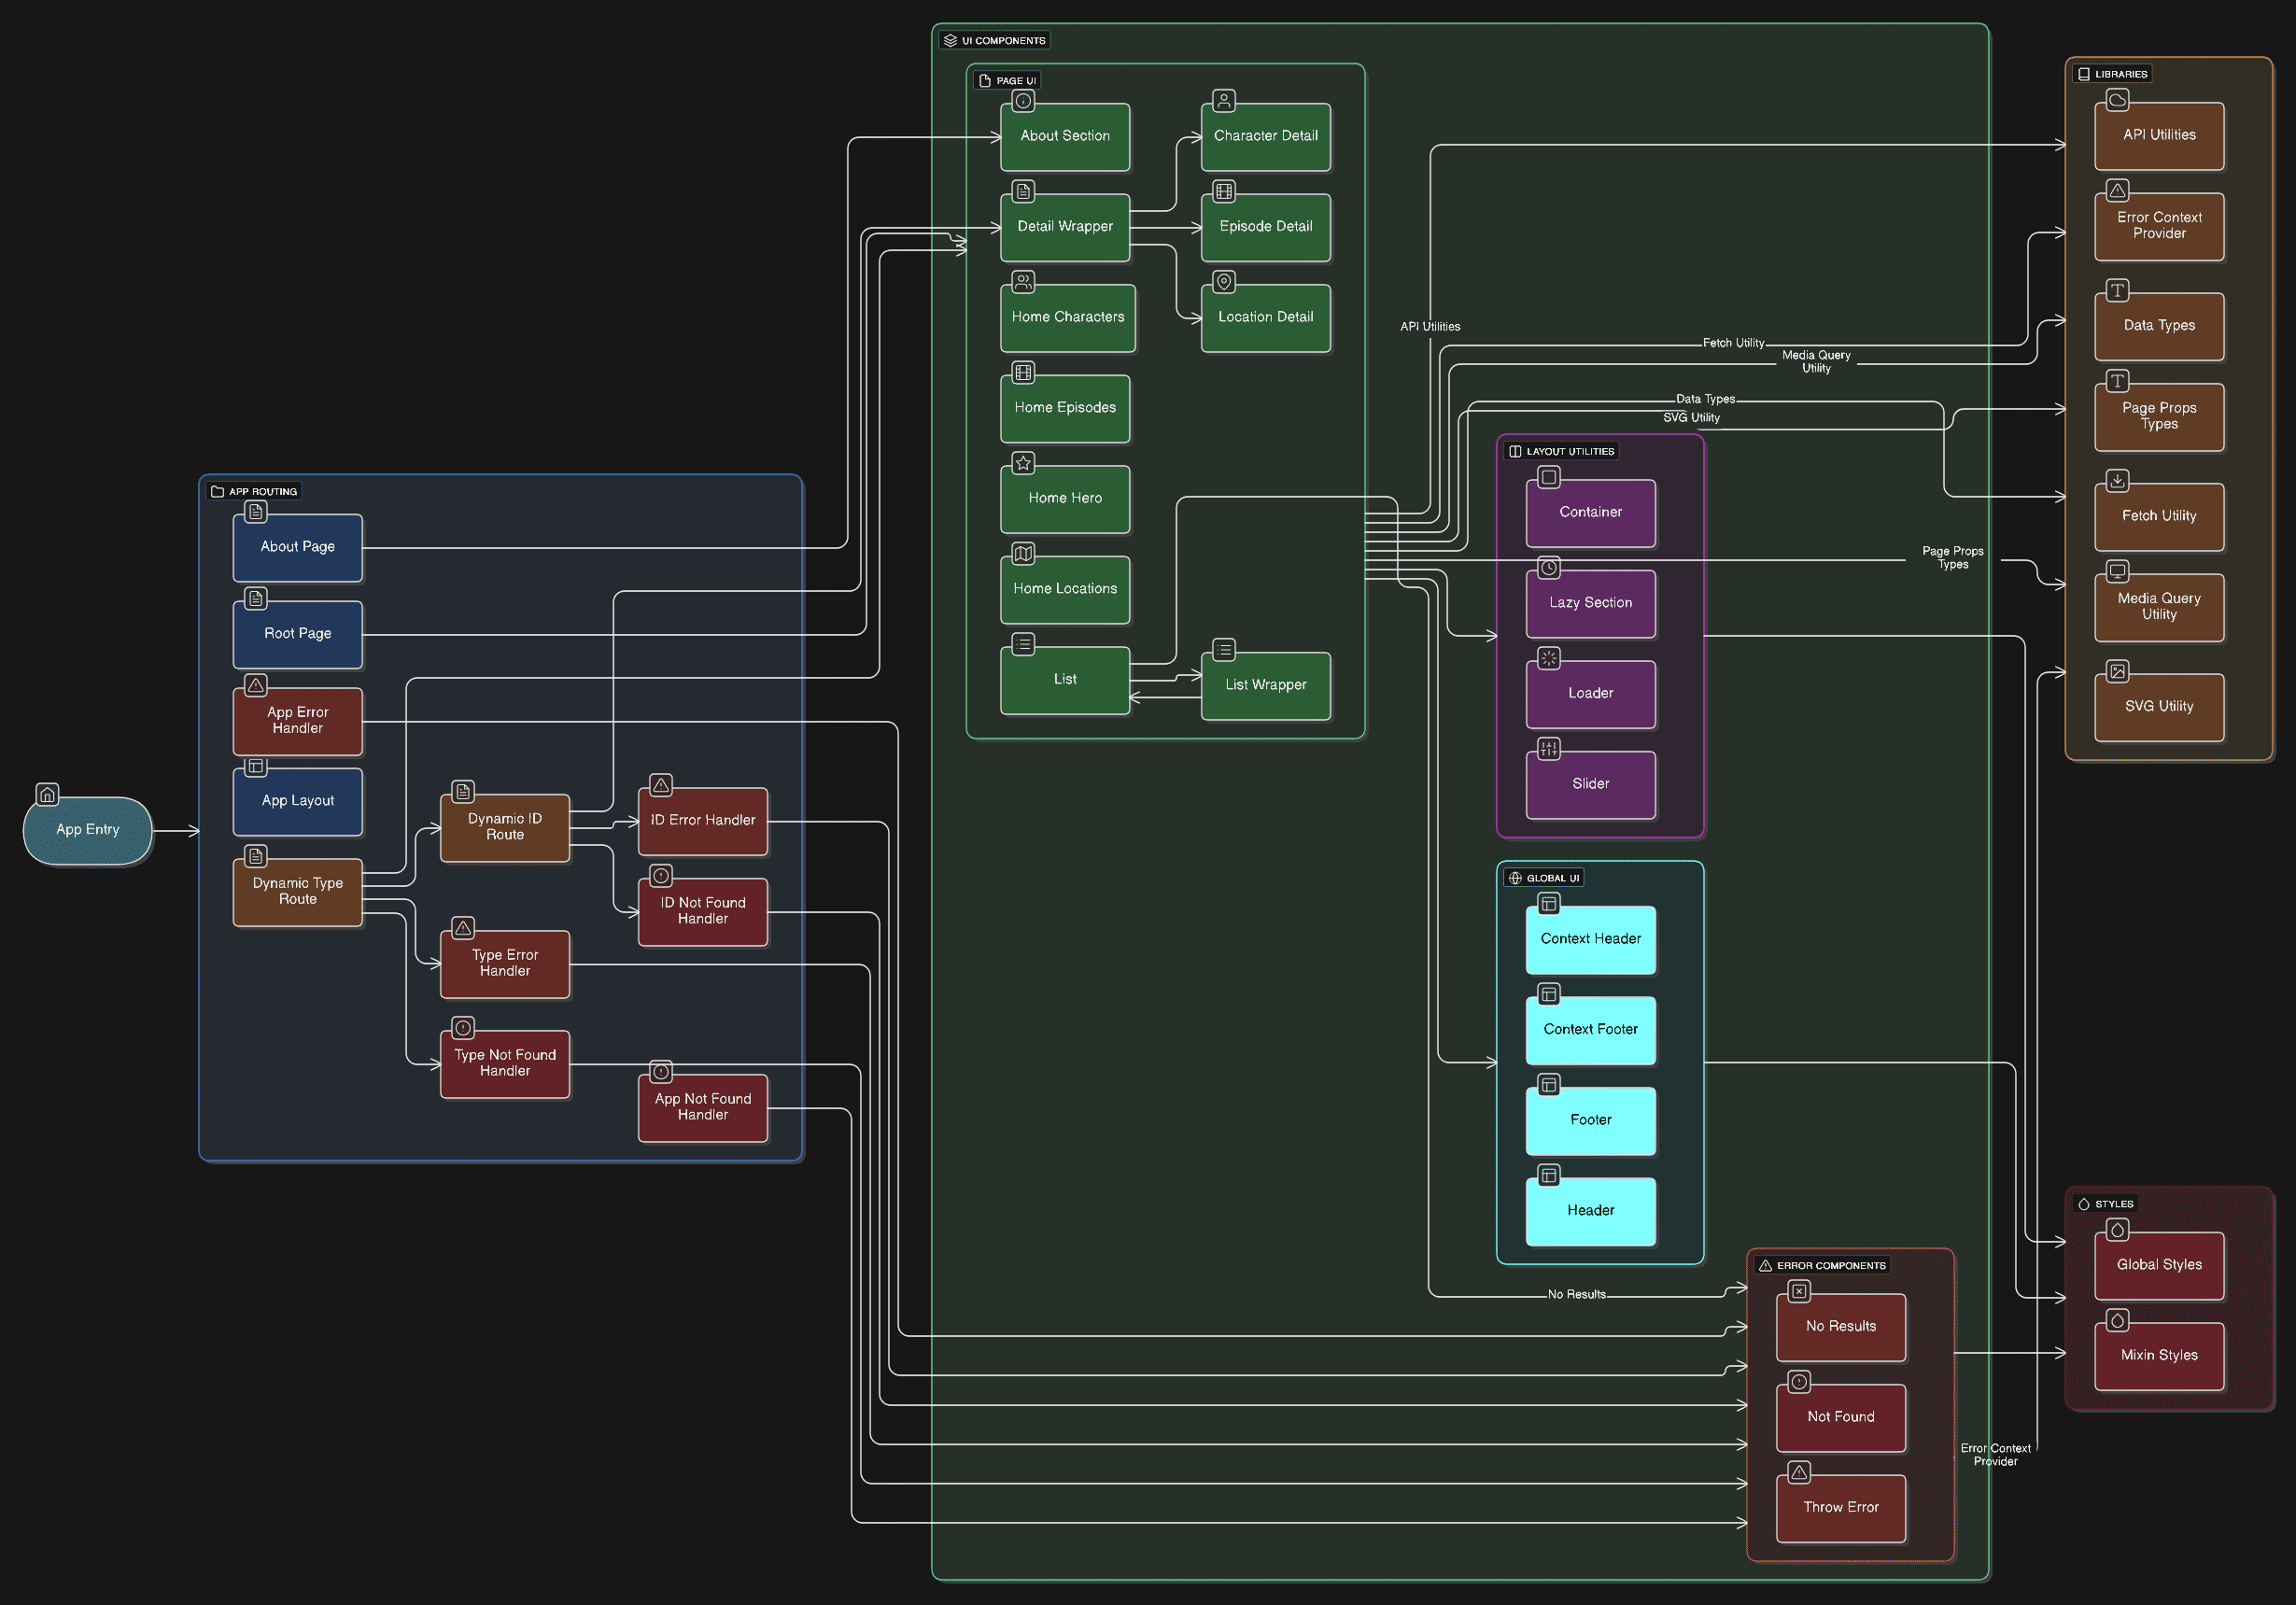 UI COMPONENTS
PAGE UI
About Section
Character Detail
Detail Wrapper
Episode Detail
Home Characters
Location Detail
Home Episodes
Home Hero
Home Locations
List
List Wrapper
LIBRARIES
API Utilities
Error Context
Provider
Data Types
Page Props
Types
Fetch Utility
Media Query
Utility
SVG Utility
API Utilities
Fetch Utility
Media Query
Utility
Data Types
SVG Utility
Page Props
Types
LAYOUT UTILITIES
Container
Lazy Section
Loader
Slider
APP ROUTING
About Page
Root Page
App Error
Handler
App Layout
Dynamic Type
Route
Dynamic ID
Route
ID Error Handler
ID Not Found
Handler
Type Error
Handler
Type Not Found
Handler
App Not Found
Handler
App Entry
GLOBAL UI
Context Header
Context Footer
Footer
Header
No Results
ERROR COMPONENTS
No Results
Not Found
Throw Error
Error Context
Provider
STYLES
Global Styles
Mixin Styles